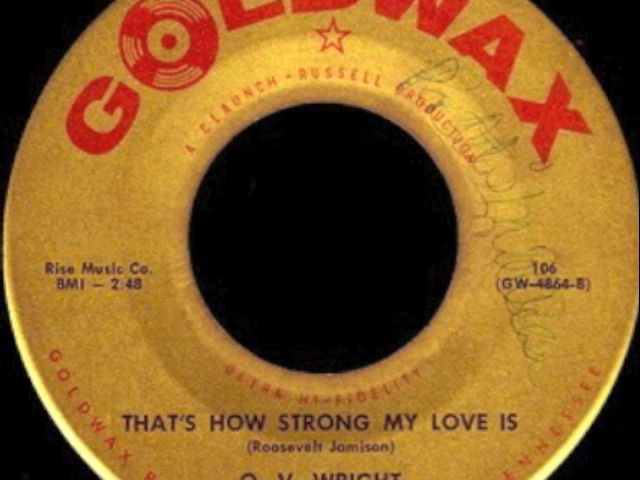 GOLDWAX
A CLAUNCH - RUSSELL PRODUCTION
Rise Music Co.
BMI — 2:48
106
(GW-4864-B)
ULTRA HI-FIDELITY
THAT'S HOW STRONG MY LOVE IS
(Roosevelt Jamison)
O. V. WRIGHT
GOLDWAX